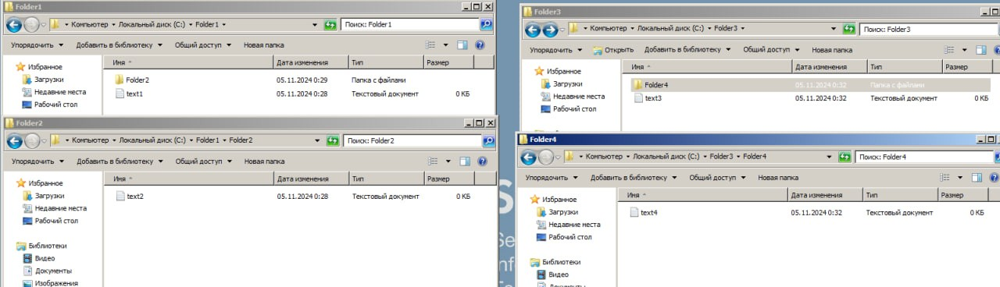 Folder1
Компьютер Локальный диск (C:) Folder1 Поиск: Folder1
Упорядочить Добавить в библиотеку Общий доступ Новая папка
Избранное
Загрузки
Недавние места
Рабочий стол
Имя Дата изменения Тип Размер
Folder2 05.11.2024 0:29 Папка с файлами
text1 05.11.2024 0:28 Текстовый документ 0 КБ
Folder2
Компьютер Локальный диск (C:) Folder1 Folder2 Поиск: Folder2
Упорядочить Добавить в библиотеку Общий доступ Новая папка
Избранное
Загрузки
Недавние места
Рабочий стол
Библиотеки
Видео
Документы
Изображения
Имя Дата изменения Тип Размер
text2 05.11.2024 0:28 Текстовый документ 0 КБ
Folder3
Компьютер Локальный диск (C:) Folder3 Поиск: Folder3
Упорядочить Открыть Добавить в библиотеку Общий доступ Новая папка
Избранное
Загрузки
Недавние места
Рабочий стол
Имя Дата изменения Тип Размер
Folder4 05.11.2024 0:32 Папка с файлами
text3 05.11.2024 0:32 Текстовый документ 0 КБ
Folder4
Компьютер Локальный диск (C:) Folder3 Folder4 Поиск: Folder4
Упорядочить Добавить в библиотеку Общий доступ Новая папка
Избранное
Загрузки
Недавние места
Рабочий стол
Библиотеки
Видео
Документы
Имя Дата изменения Тип Размер
text4 05.11.2024 0:32 Текстовый документ 0 КБ